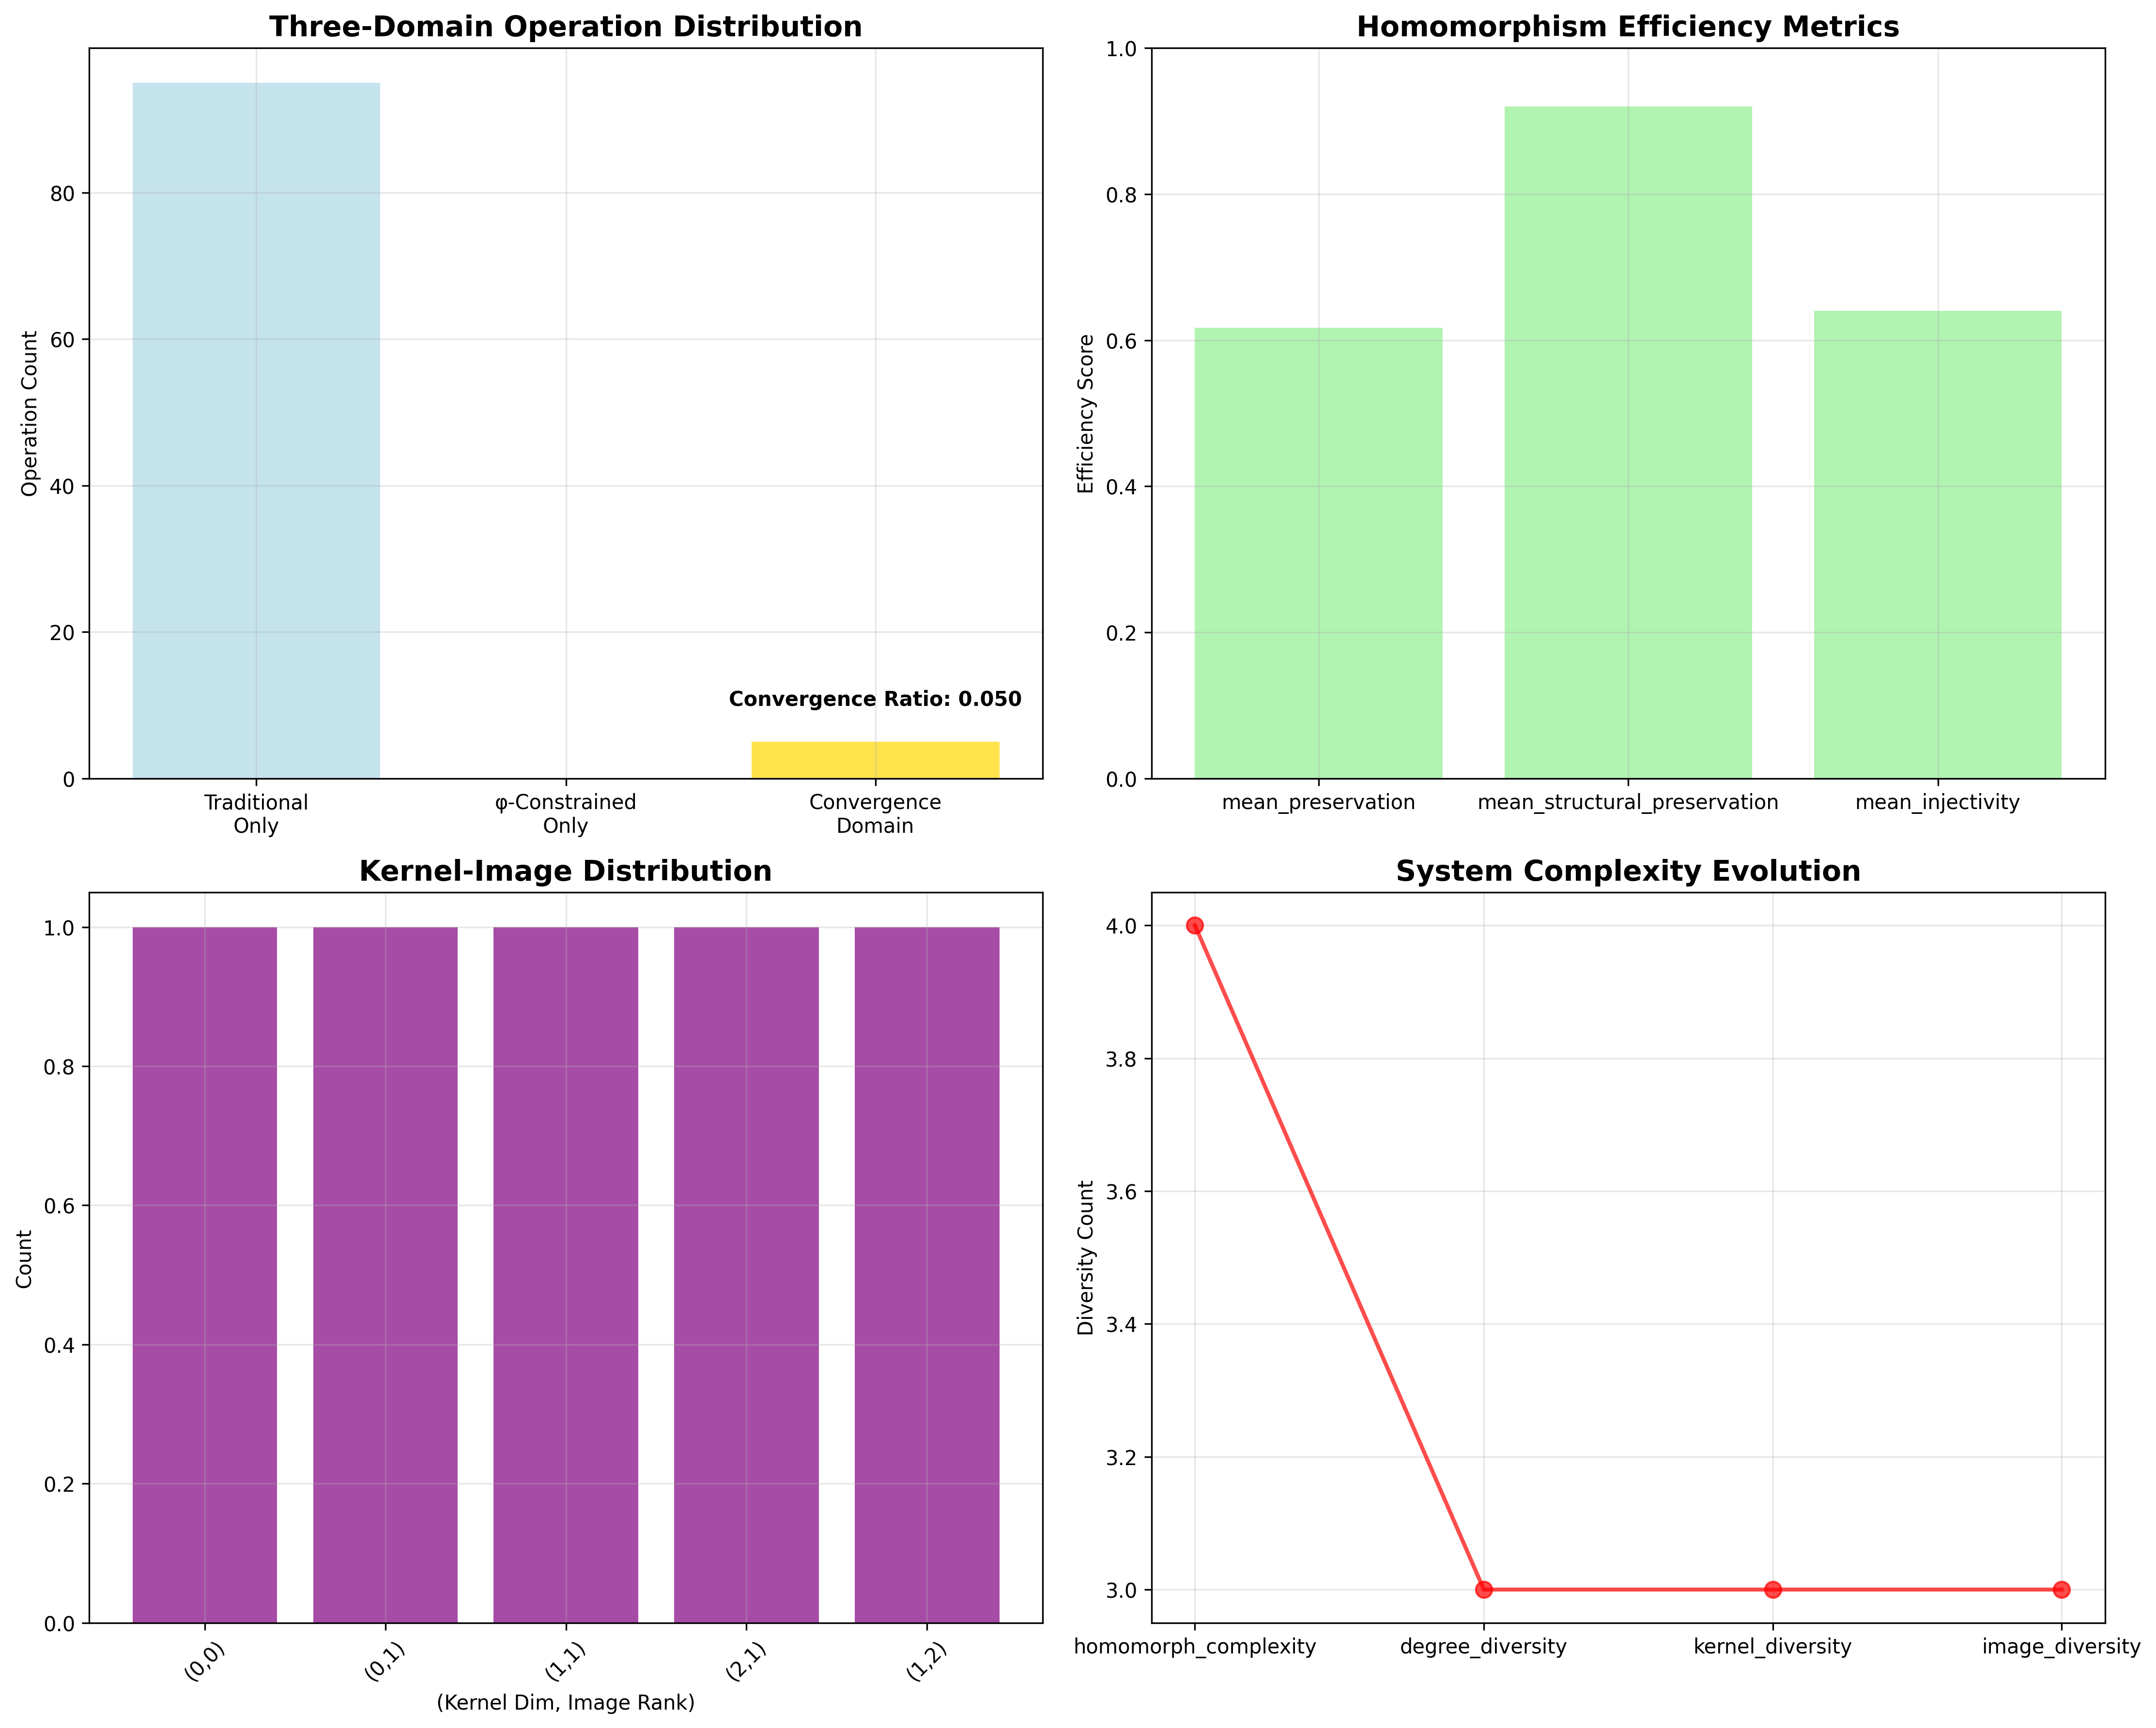 Three-Domain Operation Distribution
Operation Count
80
60
40
20
0
Convergence Ratio: 0.050
Traditional
Only
φ-Constrained
Only
Convergence
Domain
Homomorphism Efficiency Metrics
Efficiency Score
1.0
0.8
0.6
0.4
0.2
0.0
mean_preservation
mean_structural_preservation
mean_injectivity
Kernel-Image Distribution
Count
1.0
0.8
0.6
0.4
0.2
0.0
(0,0)
(0,1)
(1,1)
(2,1)
(1,2)
(Kernel Dim, Image Rank)
System Complexity Evolution
Diversity Count
4.0
3.8
3.6
3.4
3.2
3.0
homomorph_complexity
degree_diversity
kernel_diversity
image_diversity